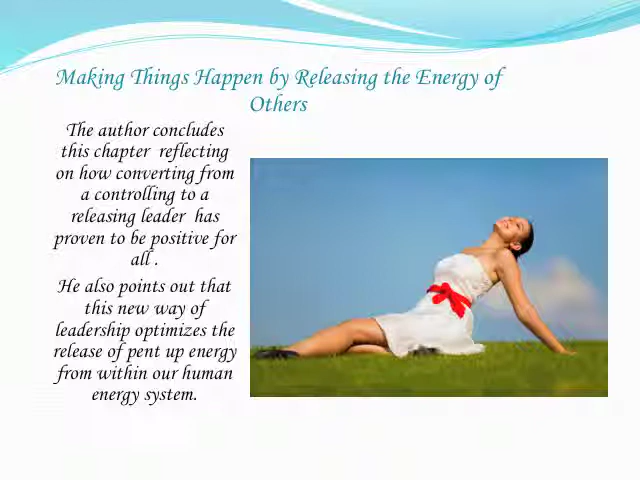 Making Things Happen by Releasing the Energy of
Others
The author concludes
this chapter reflecting
on how converting from
a controlling to a
releasing leader has
proven to be positive for
all .
He also points out that
this new way of
leadership optimizes the
release of pent up energy
from within our human
energy system.